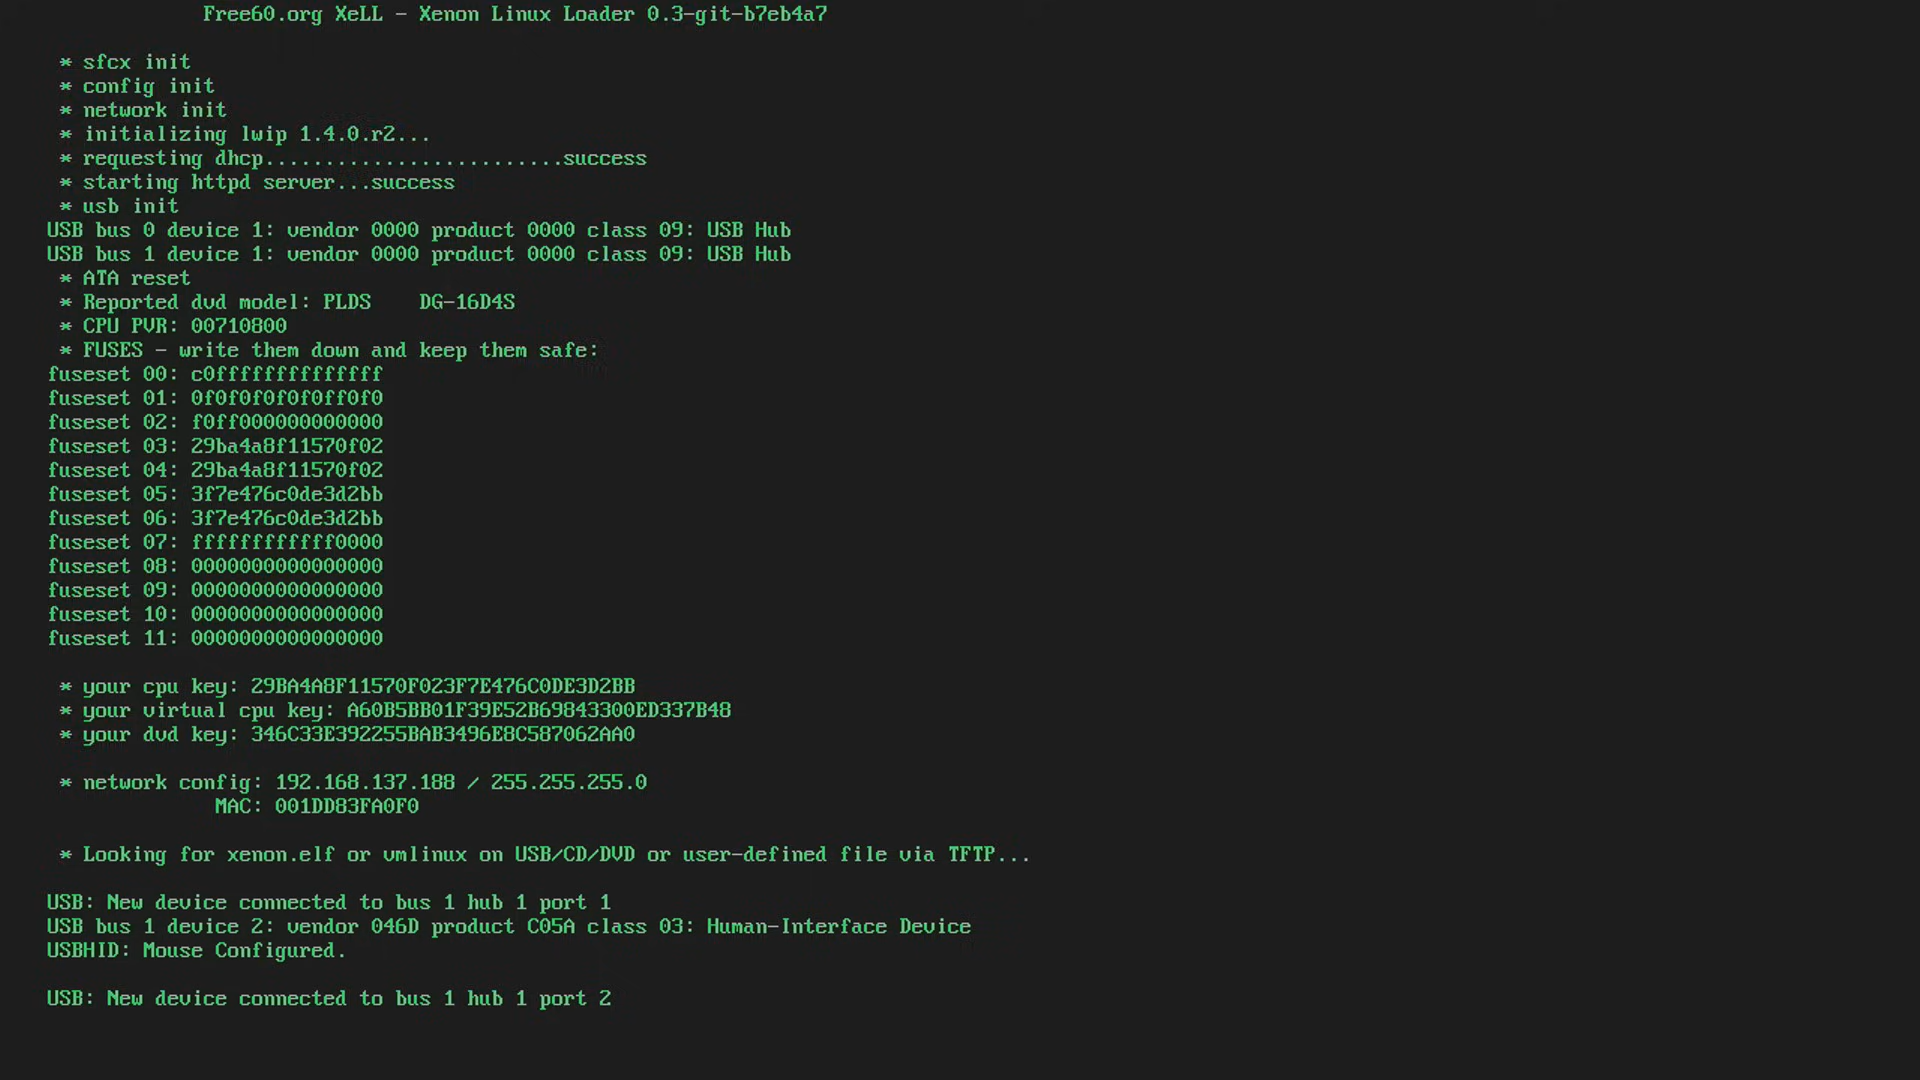 Free60.org XeLL - Xenon Linux Loader 0.3-git-b7eb4a7
* sfcx init
* config init
* network init
* initializing lwip 1.4.0.r2...
* requesting dhcp.........................success
* starting httpd server...success
* usb init
USB bus 0 device 1: vendor 0000 product 0000 class 09: USB Hub
USB bus 1 device 1: vendor 0000 product 0000 class 09: USB Hub
* ATA reset
* Reported dvd model: PLDS    DG-16D4S
* CPU PVR: 00710800
* FUSES - write them down and keep them safe:
fuseset 00: c0ffffffffffffff
fuseset 01: 0f0f0f0f0f0ff0f0
fuseset 02: f0ff000000000000
fuseset 03: 29ba4a8f11570f02
fuseset 04: 29ba4a8f11570f02
fuseset 05: 3f7e476c0de3d2bb
fuseset 06: 3f7e476c0de3d2bb
fuseset 07: ffffffffffff0000
fuseset 08: 0000000000000000
fuseset 09: 0000000000000000
fuseset 10: 0000000000000000
fuseset 11: 0000000000000000
* your cpu key: 29BA4A8F11570F023F7E476C0DE3D2BB
* your virtual cpu key: A60B5BB01F39E52B69843300ED337B48
* your dvd key: 346C33E392255BAB3496E8C587062AA0
* network config: 192.168.137.188 / 255.255.255.0
MAC: 001DD83FA0F0
* Looking for xenon.elf or vmlinux on USB/CD/DVD or user-defined file via TFTP...
USB: New device connected to bus 1 hub 1 port 1
USB bus 1 device 2: vendor 046D product C05A class 03: Human-Interface Device
USBHID: Mouse Configured.
USB: New device connected to bus 1 hub 1 port 2